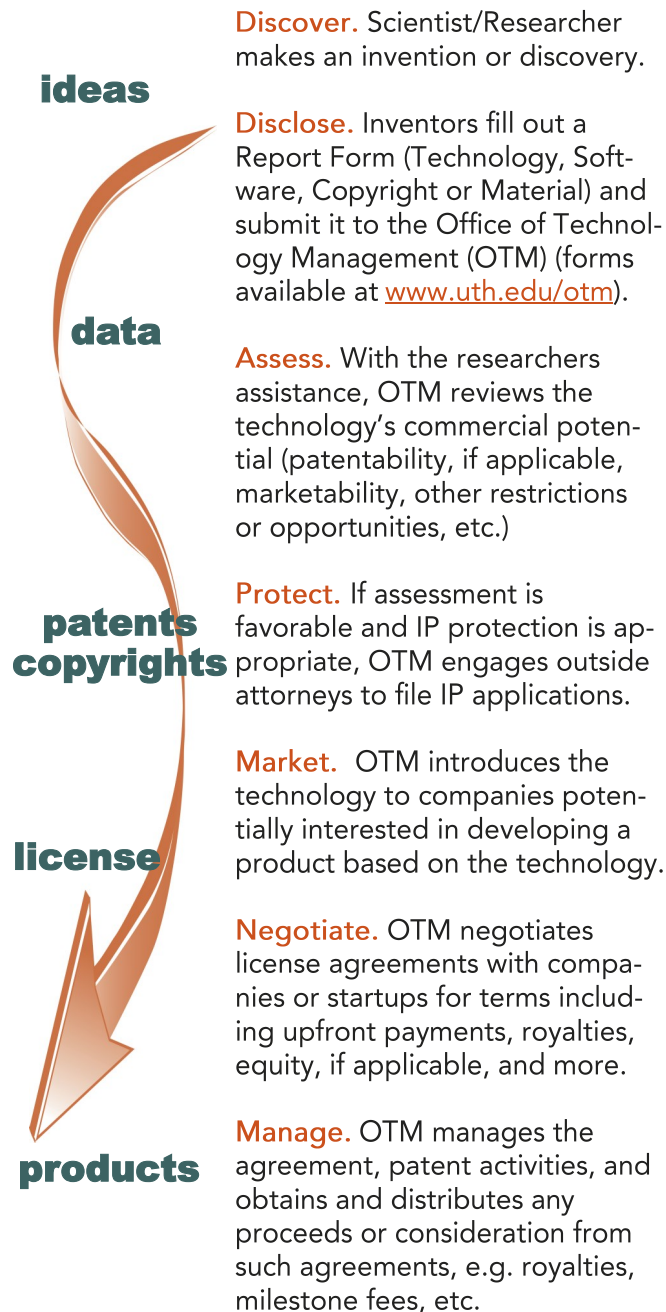 Discover. Scientist/Researcher
makes an invention or discovery.
ideas
Disclose. Inventors fill out a
Report Form (Technology, Soft-
ware, Copyright or Material) and
submit it to the Office of Technol-
ogy Management (OTM) (forms
available at www.uth.edu/otm).
data
Assess. With the researchers
assistance, OTM reviews the
technology’s commercial poten-
tial (patentability, if applicable,
marketability, other restrictions
or opportunities, etc.)
patents
copyrights
Protect. If assessment is
favorable and IP protection is ap-
propriate, OTM engages outside
attorneys to file IP applications.
Market.  OTM introduces the
technology to companies poten-
tially interested in developing a
product based on the technology.
license
Negotiate. OTM negotiates
license agreements with compa-
nies or startups for terms includ-
ing upfront payments, royalties,
equity, if applicable, and more.
products
Manage. OTM manages the
agreement, patent activities, and
obtains and distributes any
proceeds or consideration from
such agreements, e.g. royalties,
milestone fees, etc.